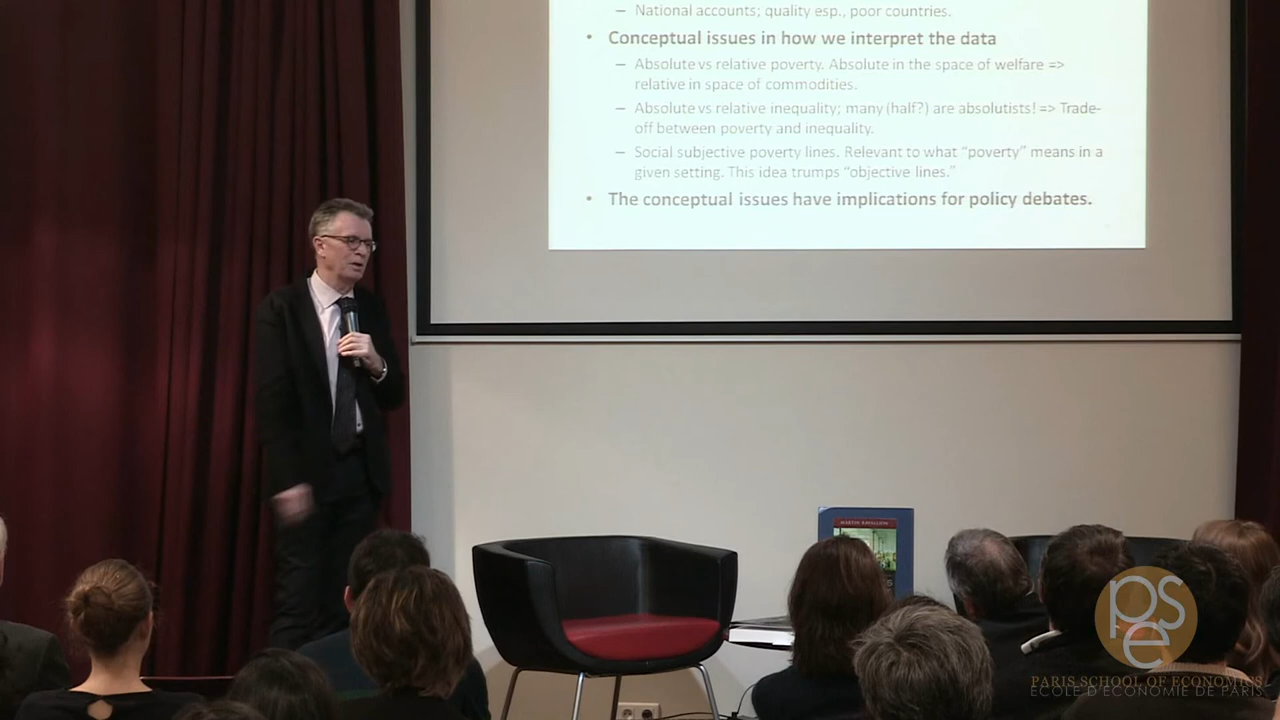 – National accounts; quality esp., poor countries.
• Conceptual issues in how we interpret the data
– Absolute vs relative poverty. Absolute in the space of welfare =>
relative in space of commodities.
– Absolute vs relative inequality; many (half?) are absolutists! => Trade-
off between poverty and inequality.
– Social subjective poverty lines. Relevant to what “poverty” means in a
given setting. This idea trumps “objective lines.”
• The conceptual issues have implications for policy debates.
MARTIN RAVALLION
pse
PARIS SCHOOL OF ECONOMICS
ECOLE D'ECONOMIE DE PARIS